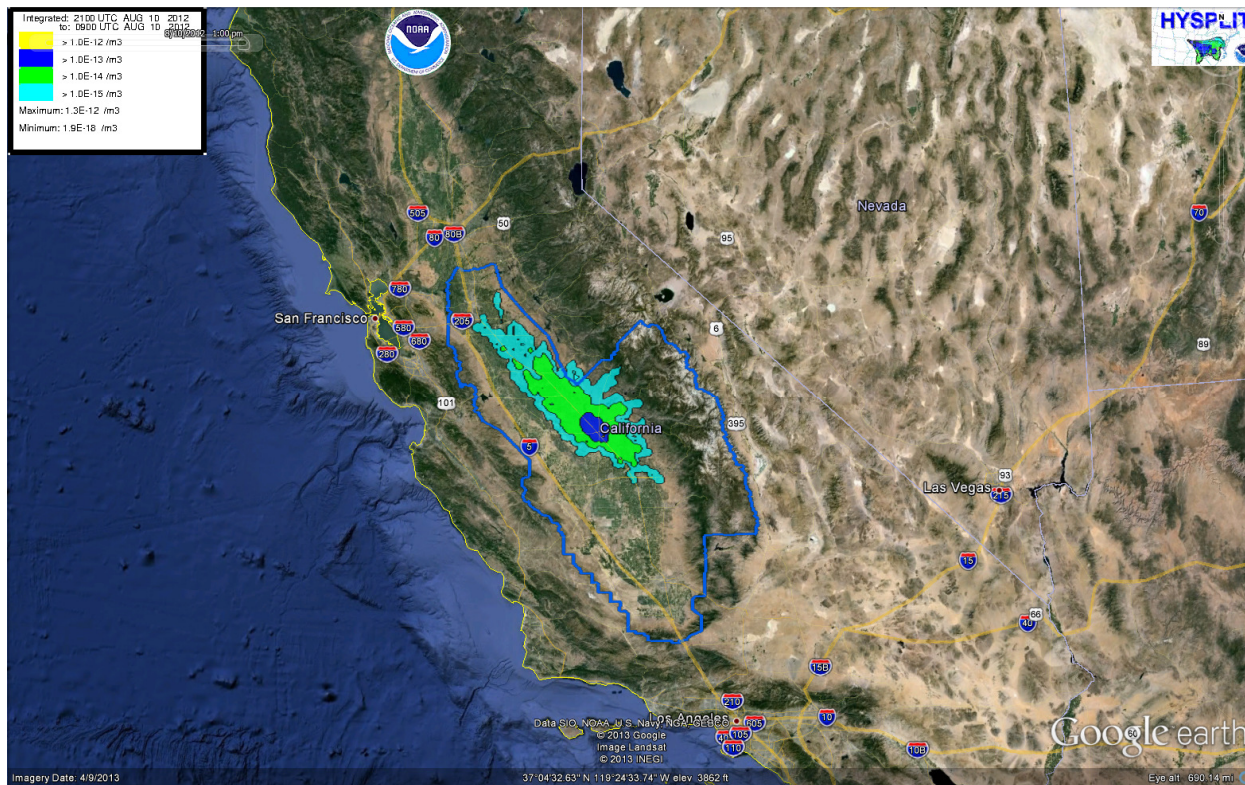 Integrated: 2100 UTC AUG 10 2012
to: 0900 UTC AUG 10 2012
1:00 pm
> 1.0E-12 /m3
> 1.0E-13 /m3
> 1.0E-14 /m3
> 1.0E-15 /m3
Maximum: 1.3E-12 /m3
Minimum: 1.9E-18 /m3
NOAA
HYSPLIT
N
Nevada
70
505
50
80
80B
95
780
San Francisco
205
580
680
6
280
89
101
395
California
5
93
Las Vegas
215
15
66
40
15B
210
Los Angeles
605
10
105
110
60
10B
Data SIO, NOAA, U.S. Navy, NGA, GEBCO
© 2013 Google
Image Landsat
© 2013 INEGI
Google earth
Imagery Date: 4/9/2013
37°04'32.63" N 119°24'33.74" W elev 3862 ft
Eye alt 690.14 mi